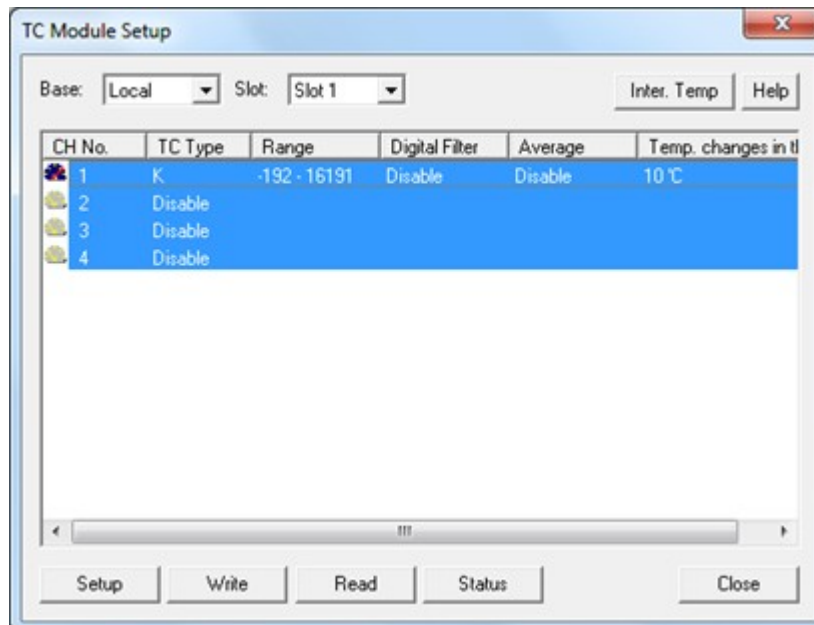 TC Module Setup
Base: Local Slot: Slot 1 Inter. Temp Help
CH No. TC Type Range Digital Filter Average Temp. changes in tl
1 K -192 - 16191 Disable Disable 10 ℃
2 Disable
3 Disable
4 Disable
Setup Write Read Status Close